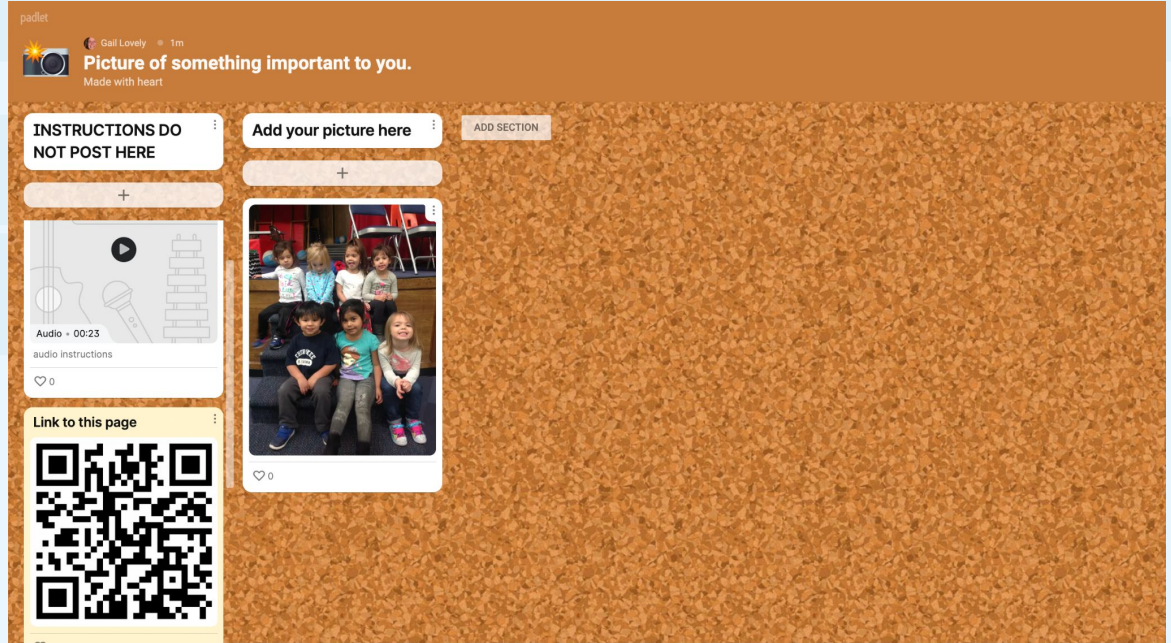 padlet
Gail Lovely • 1m
Picture of something important to you.
Made with heart
INSTRUCTIONS DO
NOT POST HERE
+
Audio • 00:23
audio instructions
0
Link to this page
Add your picture here
+
0
ADD SECTION